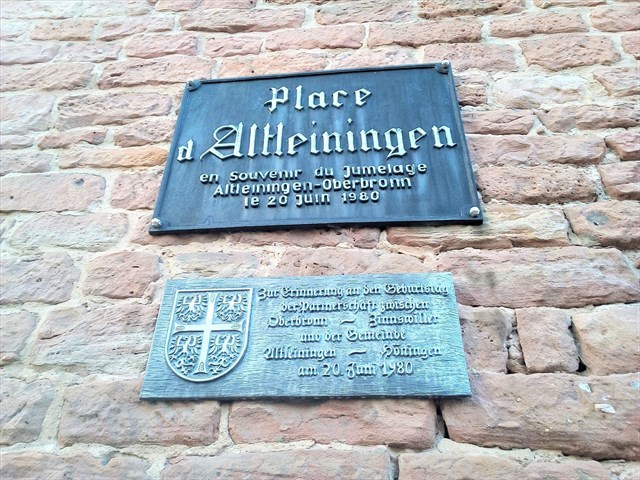 Place
d'Altleiningen
en Souvenir du Jumelage
Altleiningen-Oberbronn
le 20 Juin 1980
Zur Erinnerung an den Geburtstag
der Partnerschaft zwischen
Oberbronn — Zinnswiller
und der Gemeinde
Altleiningen — Höningen
am 20. Juni 1980